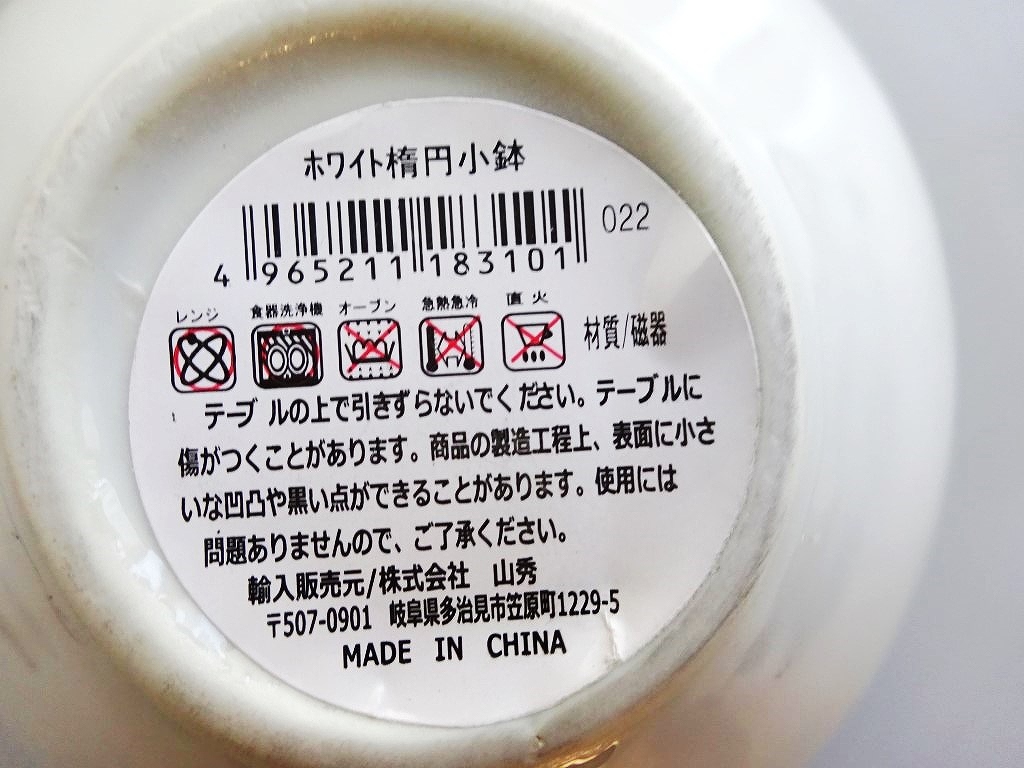 ホワイト楕円小鉢
022
4 965211 183101
レンジ 食器洗浄機 オーブン 急熱急冷 直火
材質/磁器
テーブルの上で引きずらないでください。テーブルに
傷がつくことがあります。商品の製造工程上、表面に小さ
いな凹凸や黒い点ができることがあります。使用には
問題ありませんので、ご了承ください。
輸入販売元/株式会社 山秀
〒507-0901 岐阜県多治見市笠原町1229-5
MADE IN CHINA